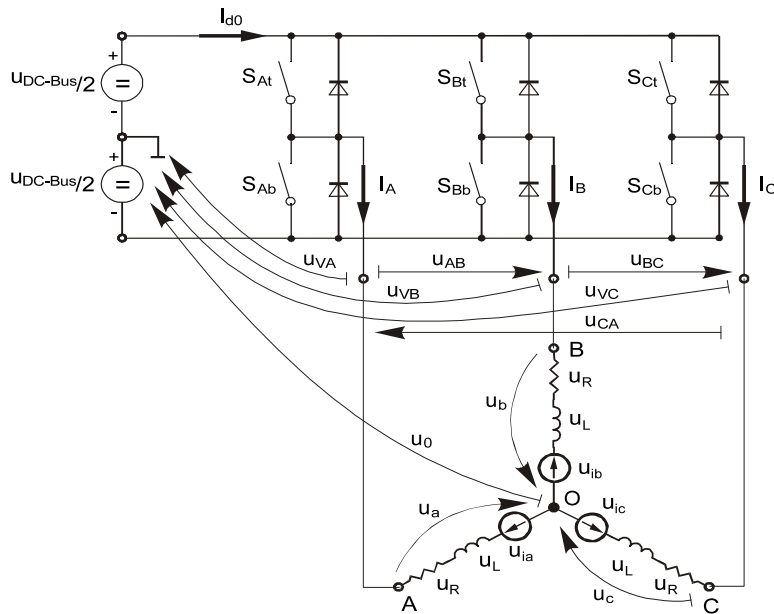 I_d0
+
u_DC-Bus/2
=
-
S_At
S_Bt
S_Ct
+
u_DC-Bus/2
=
-
S_Ab
I_A
S_Bb
I_B
S_Cb
I_C
u_VA
u_AB
u_BC
u_VB
u_VC
u_CA
B
u_R
u_b
u_L
u_0
u_ib
O
u_a
u_ic
u_ia
u_L
u_L
u_R
u_R
A
u_c
C